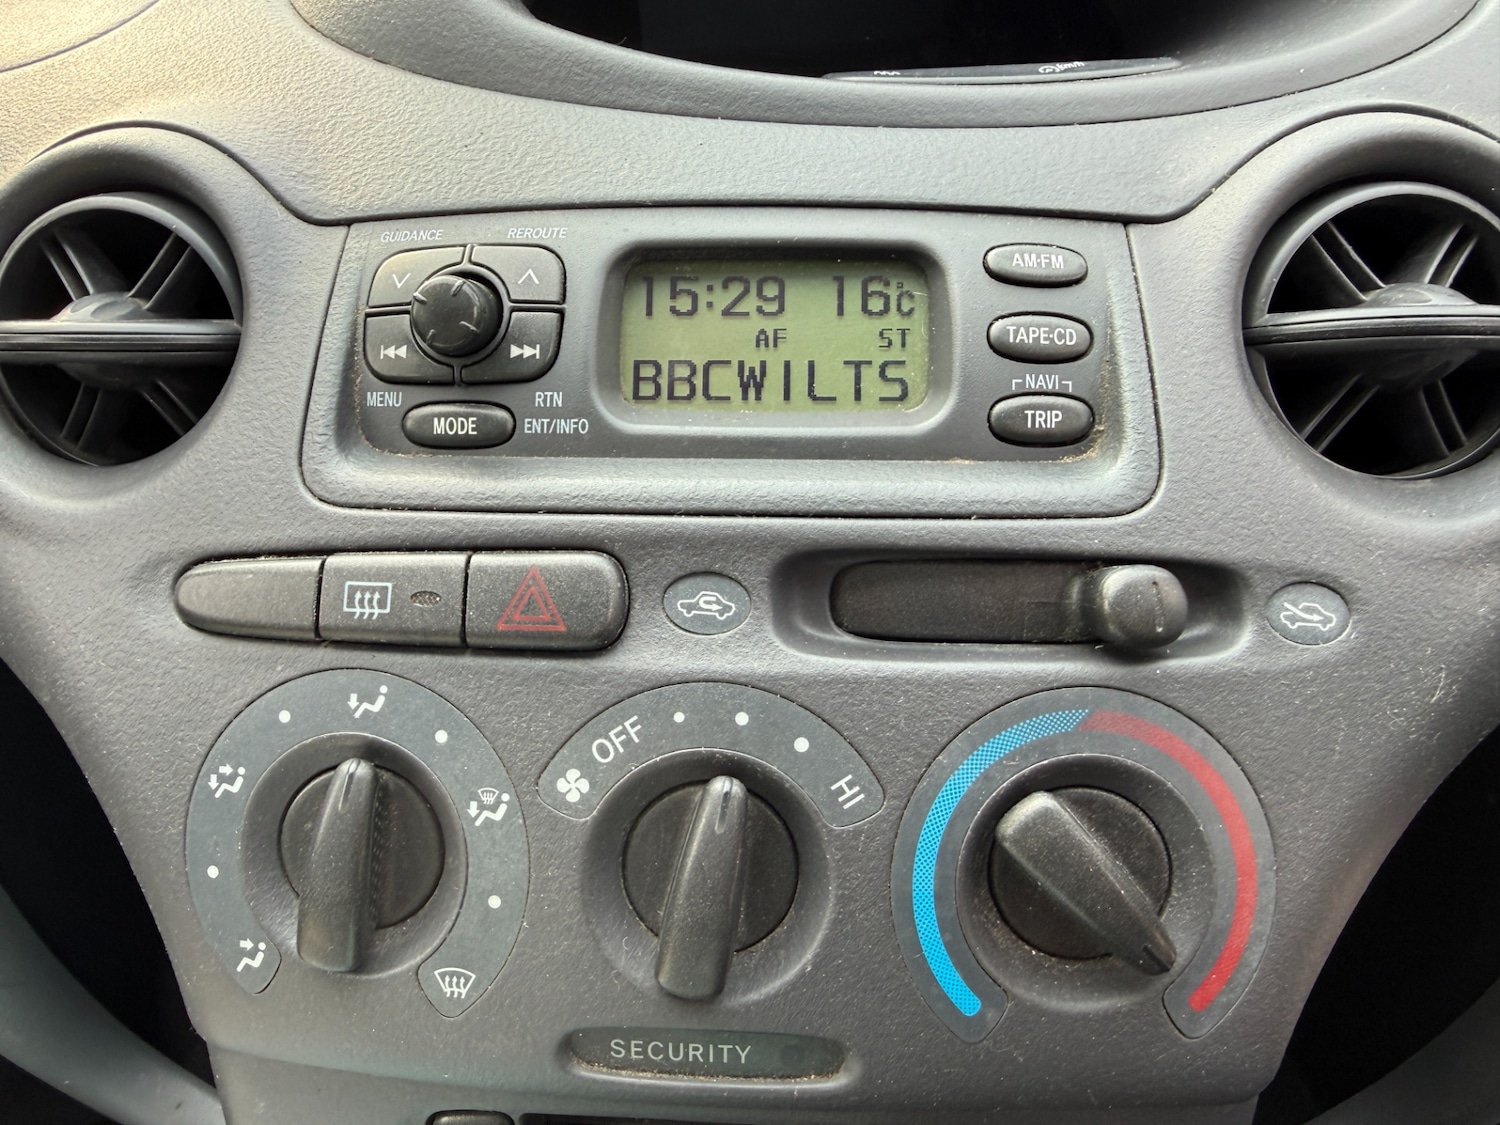 km/h
GUIDANCE REROUTE
15:29 16°C
AF ST
BBCWILTS
MENU RTN
MODE ENT/INFO
AM·FM
TAPE·CD
NAVI
TRIP
OFF
HI
SECURITY